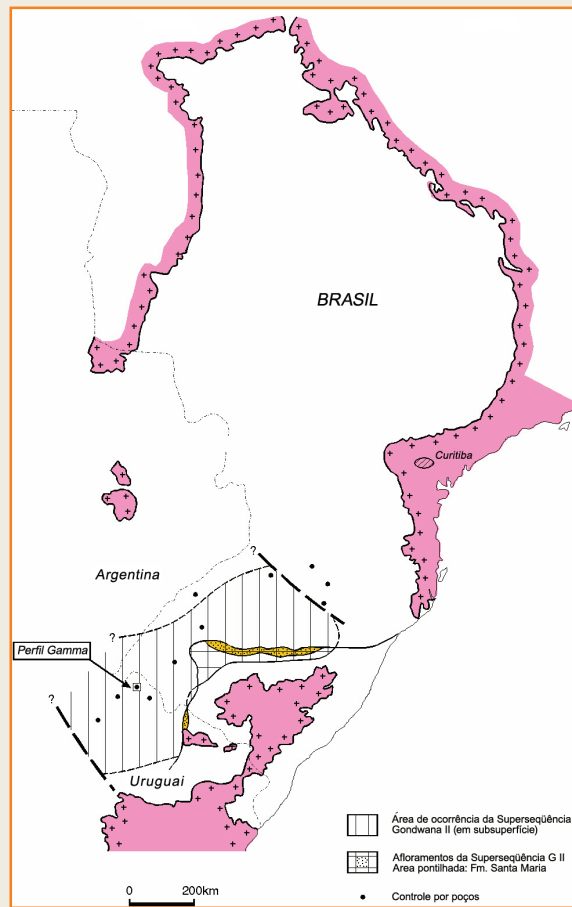 BRASIL
Curitiba
?
Argentina
?
Perfil Gamma
?
Uruguai
Área de ocorrência da Superseqüência
Gondwana II (em subsuperfície)
Afloramentos da Superseqüência G II
Area pontilhada: Fm. Santa Maria
Controle por poços
0 200km